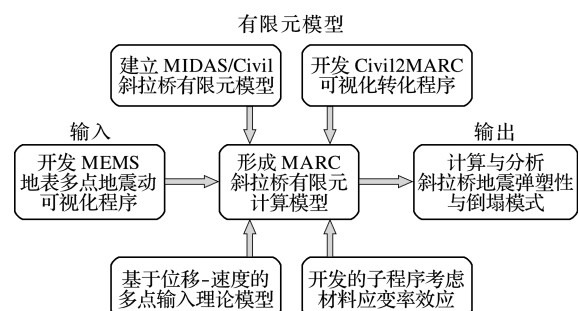 有限元模型
建立 MIDAS/Civil
斜拉桥有限元模型
开发 Civil2MARC
可视化转化程序
输入
开发 MEMS
地表多点地震动
可视化程序
形成 MARC
斜拉桥有限元
计算模型
输出
计算与分析
斜拉桥地震弹塑性
与倒塌模式
基于位移-速度的
多点输入理论模型
开发的子程序考虑
材料应变率效应